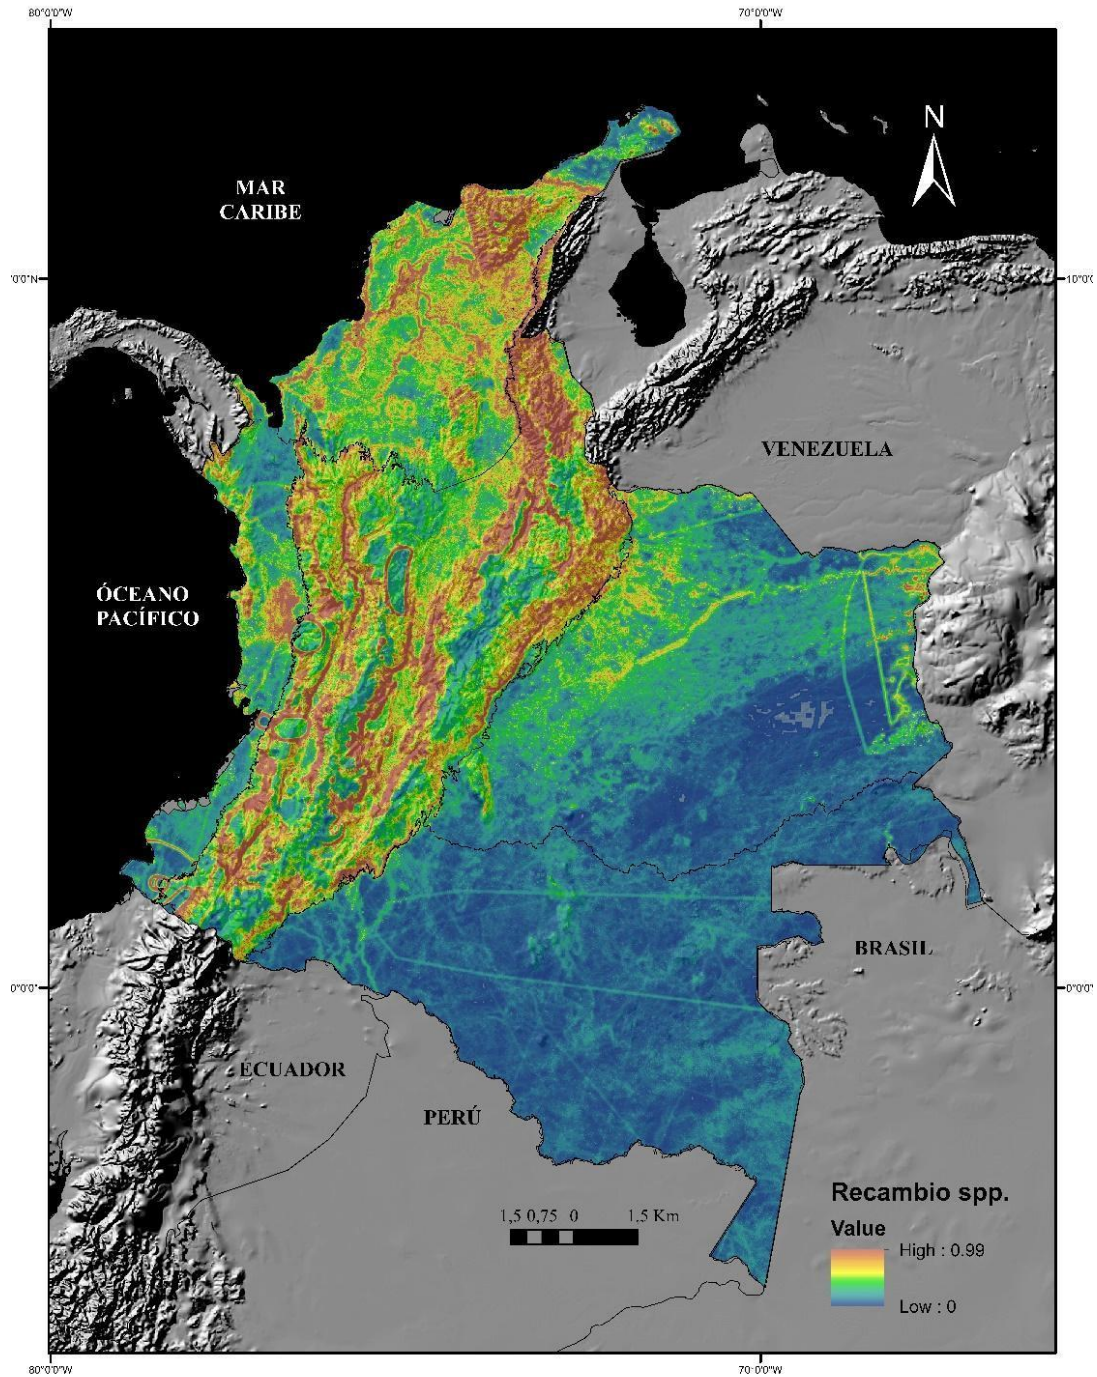 80°0'0"W
70°0'0"W
N
MAR
CARIBE
'0'0"N
10°0'0
VENEZUELA
ÓCEANO
PACÍFICO
BRASIL
0°0'0"
0°0'0
ECUADOR
PERÚ
Recambio spp.
Value
High : 0.99
Low : 0
1,5 0,75 0 1,5 Km
80°0'0"W
70°0'0"W